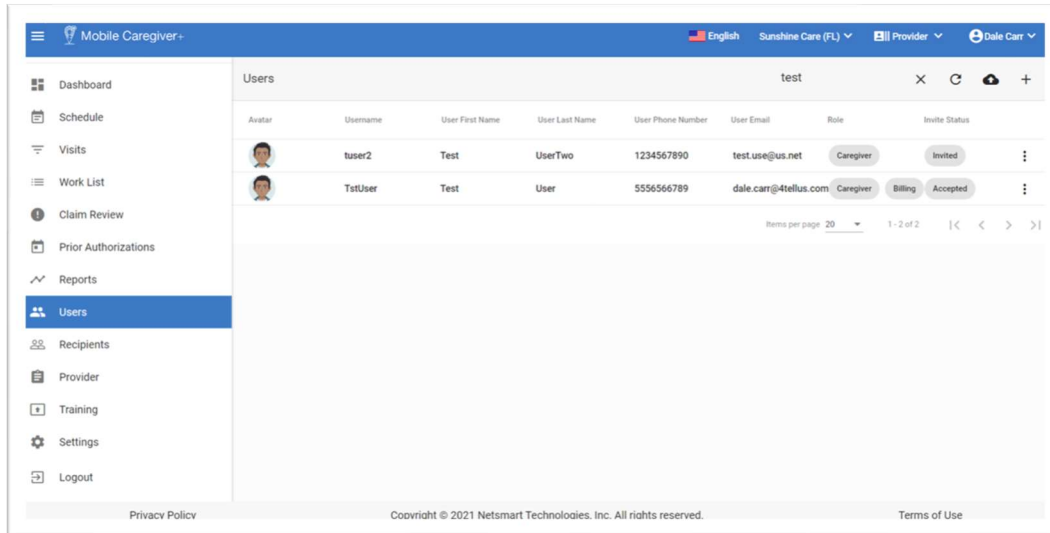 Mobile Caregiver+ English Sunshine Care (FL) Provider Dale Carr
Dashboard
Schedule
Visits
Work List
Claim Review
Prior Authorizations
Reports
Users
Recipients
Provider
Training
Settings
Logout
Users test
Avatar Username User First Name User Last Name User Phone Number User Email Role Invite Status
tuser2 Test UserTwo 1234567890 test.use@us.net Caregiver Invited
TstUser Test User 5556566789 dale.carr@4tellus.com Caregiver Billing Accepted
Items per page 20 1 - 2 of 2
Privacy Policy Copyright © 2021 Netsmart Technologies, Inc. All rights reserved. Terms of Use